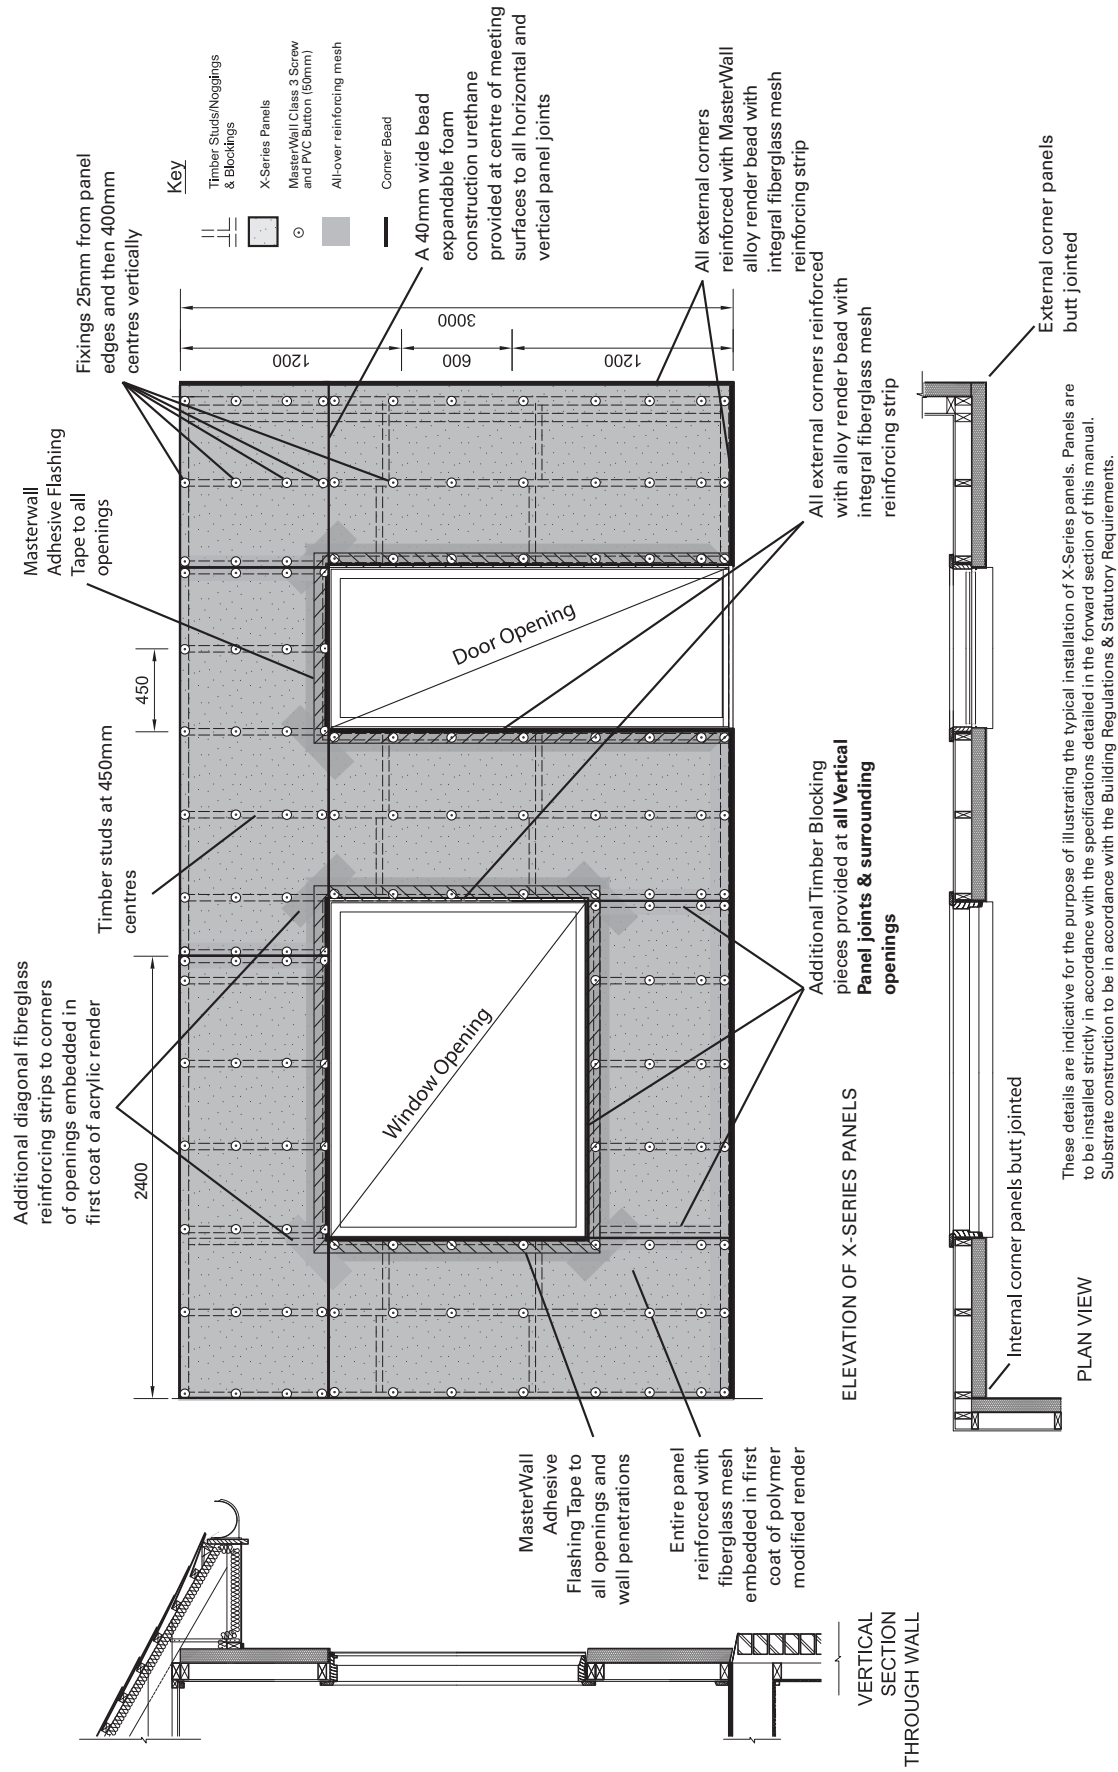 Additional diagonal fibreglass
reinforcing strips to corners
of openings embedded in
first coat of acrylic render
Timber studs at 450mm
centres
Masterwall
Adhesive Flashing
Tape to all
openings
Fixings 25mm from panel
edges and then 400mm
centres vertically
Key
Timber Studs/Noggings
& Blockings
X-Series Panels
MasterWall Class 3 Screw
and PVC Button (50mm)
All-over reinforcing mesh
Corner Bead
2400
450
1200
600
1200
3000
Window Opening
Door Opening
A 40mm wide bead
expandable foam
construction urethane
provided at centre of meeting
surfaces to all horizontal and
vertical panel joints
All external corners
reinforced with MasterWall
alloy render bead with
integral fiberglass mesh
reinforcing strip
All external corners reinforced
with alloy render bead with
integral fiberglass mesh
reinforcing strip
Additional Timber Blocking
pieces provided at all Vertical
Panel joints & surrounding
openings
MasterWall
Adhesive
Flashing Tape to
all openings and
wall penetrations
Entire panel
reinforced with
fiberglass mesh
embedded in first
coat of polymer
modified render
ELEVATION OF X-SERIES PANELS
VERTICAL
SECTION
THROUGH WALL
External corner panels
butt jointed
Internal corner panels butt jointed
PLAN VIEW
These details are indicative for the purpose of illustrating the typical installation of X-Series panels. Panels are
to be installed strictly in accordance with the specifications detailed in the forward section of this manual.
Substrate construction to be in accordance with the Building Regulations & Statutory Requirements.